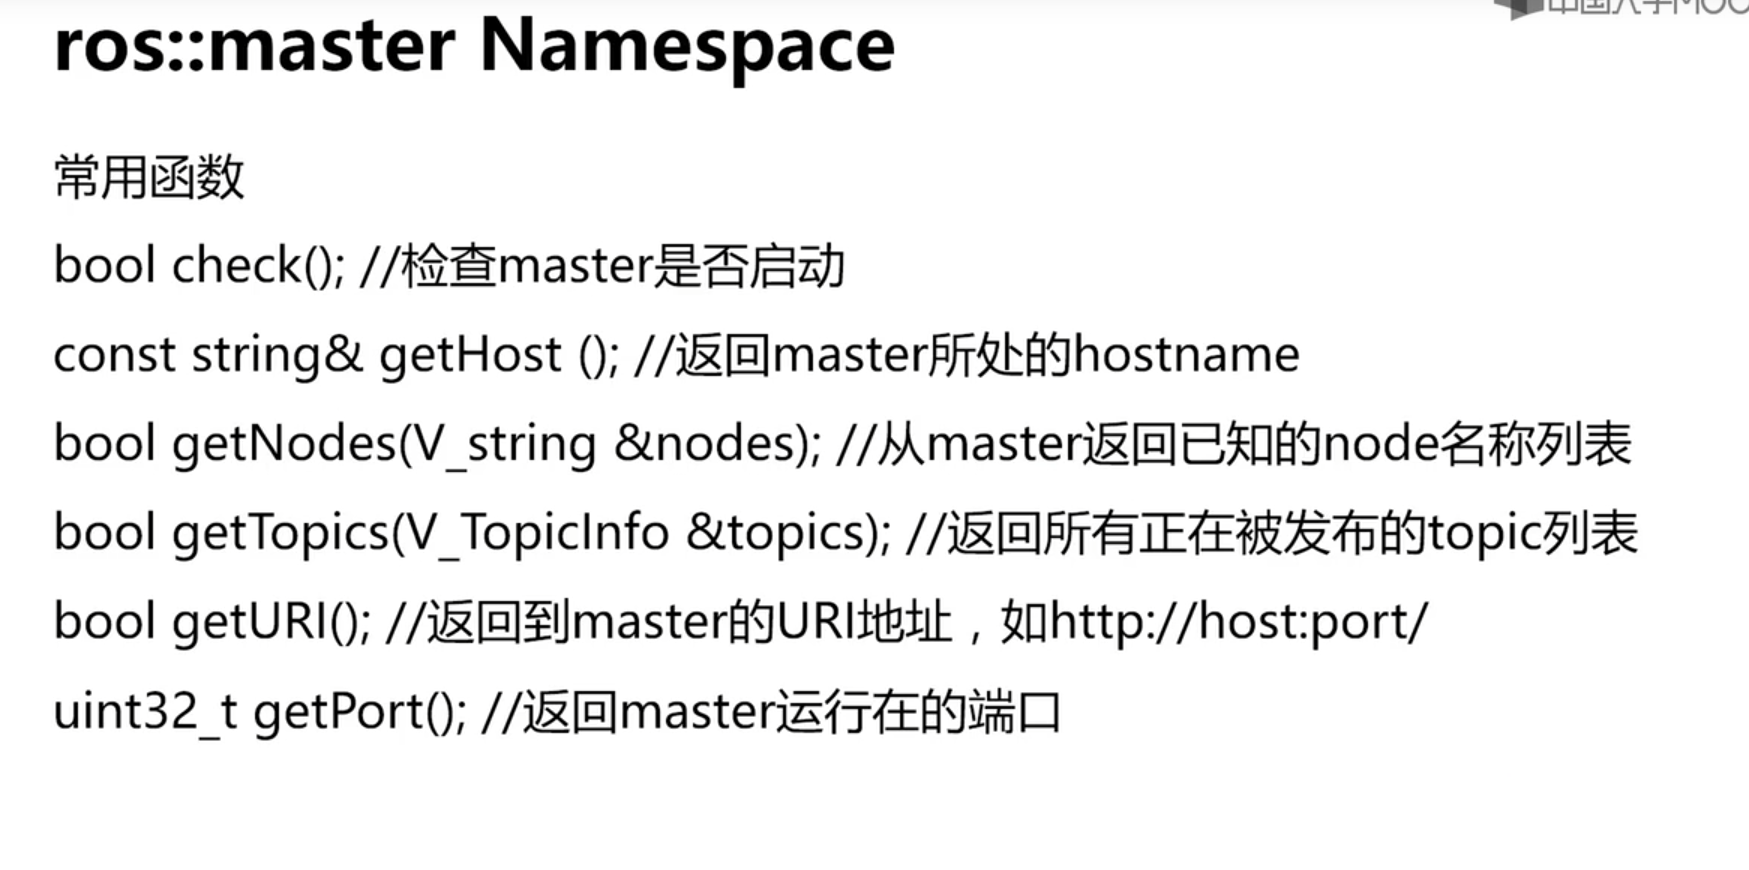 ros::master Namespace
常用函数
bool check(); //检查master是否启动
const string& getHost (); //返回master所处的hostname
bool getNodes(V_string &nodes); //从master返回已知的node名称列表
bool getTopics(V_TopicInfo &topics); //返回所有正在被发布的topic列表
bool getURI(); //返回到master的URI地址，如http://host:port/
uint32_t getPort(); //返回master运行在的端口